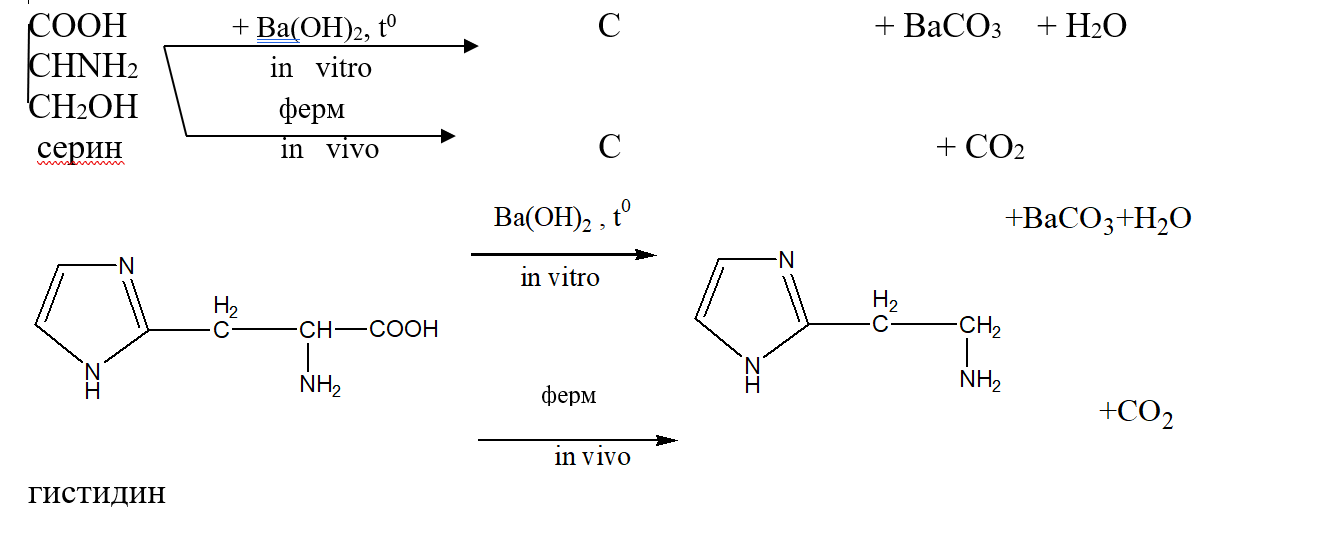 COOH + Ba(OH)₂, t⁰ C + BaCO₃ + H₂O
CHNH₂ in vitro
CH₂OH ферм
серин in vivo C + CO₂
Ba(OH)₂ , t⁰ +BaCO₃+H₂O
in vitro
N N
H₂ H₂
C CH COOH C CH₂
N N
H NH₂ H NH₂
ферм +CO₂
in vivo
гистидин